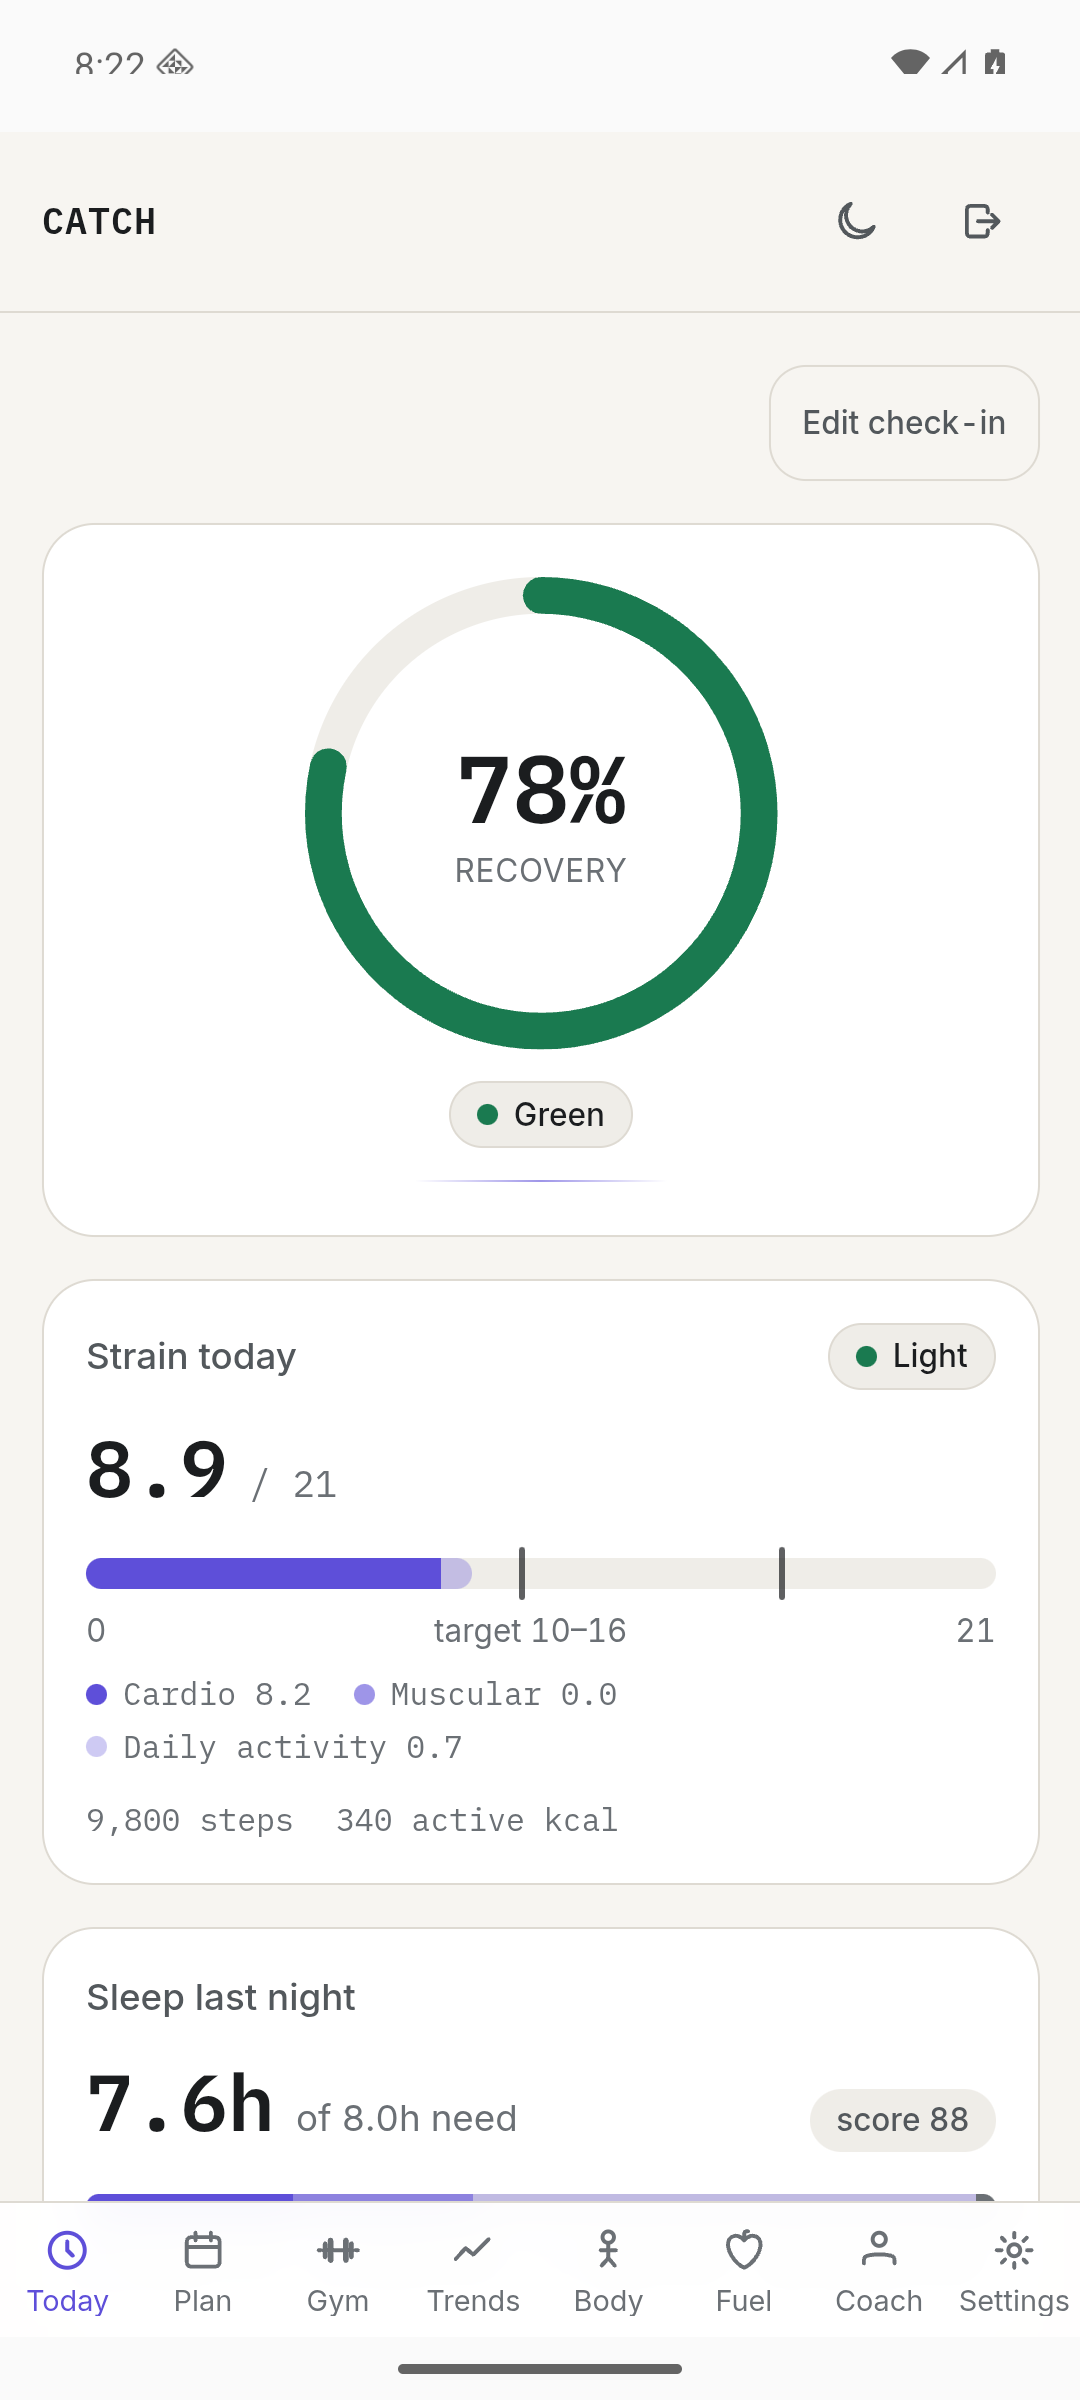 8:22
CATCH
Edit check-in
78%
RECOVERY
Green
Strain today
Light
8.9 / 21
0 target 10–16 21
Cardio 8.2 Muscular 0.0
Daily activity 0.7
9,800 steps 340 active kcal
Sleep last night
7.6h of 8.0h need
score 88
Today Plan Gym Trends Body Fuel Coach Settings